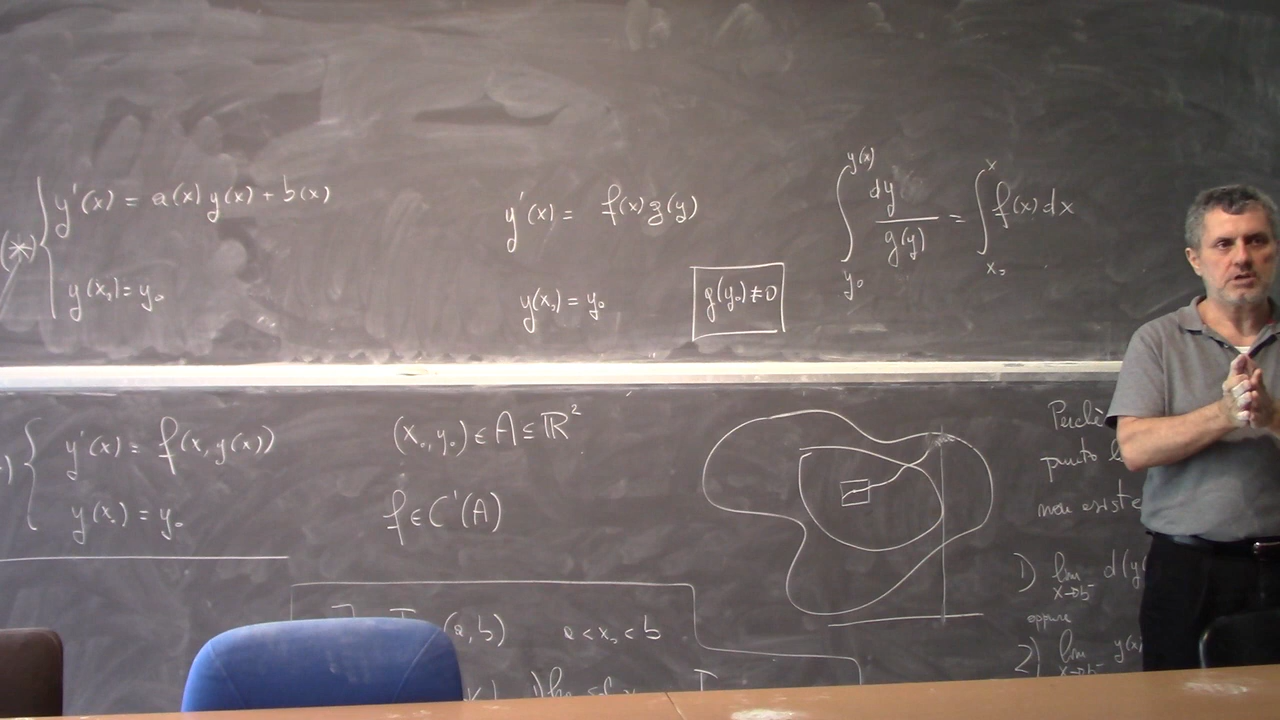 (*) { y'(x) = a(x) y(x) + b(x)
y(x₀) = y₀
y'(x) = f(x) g(y)
y(x₀) = y₀
g(y₀) ≠ 0
∫_{y₀}^{y(x)} dy / g(y) = ∫_{x₀}^{x} f(x) dx
{ y'(x) = f(x, y(x))
y(x₀) = y₀
(x₀, y₀) ∈ A ⊆ ℝ²
f ∈ C¹(A)
(a, b) a < x₀ < b
Perchè
punto
non esiste
1) lim x→b⁻ d(y
oppure
2) lim x→b⁻ y(x)